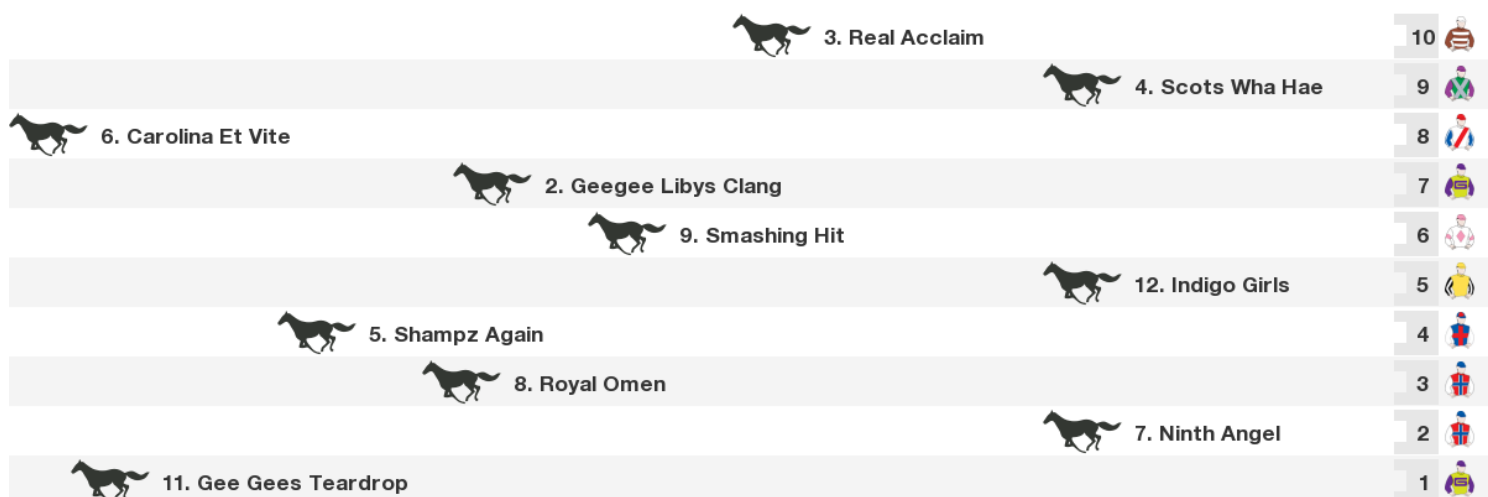 3. Real Acclaim 10
4. Scots Wha Hae 9
6. Carolina Et Vite 8
2. Geegee Libys Clang 7
9. Smashing Hit 6
12. Indigo Girls 5
5. Shampz Again 4
8. Royal Omen 3
7. Ninth Angel 2
11. Gee Gees Teardrop 1